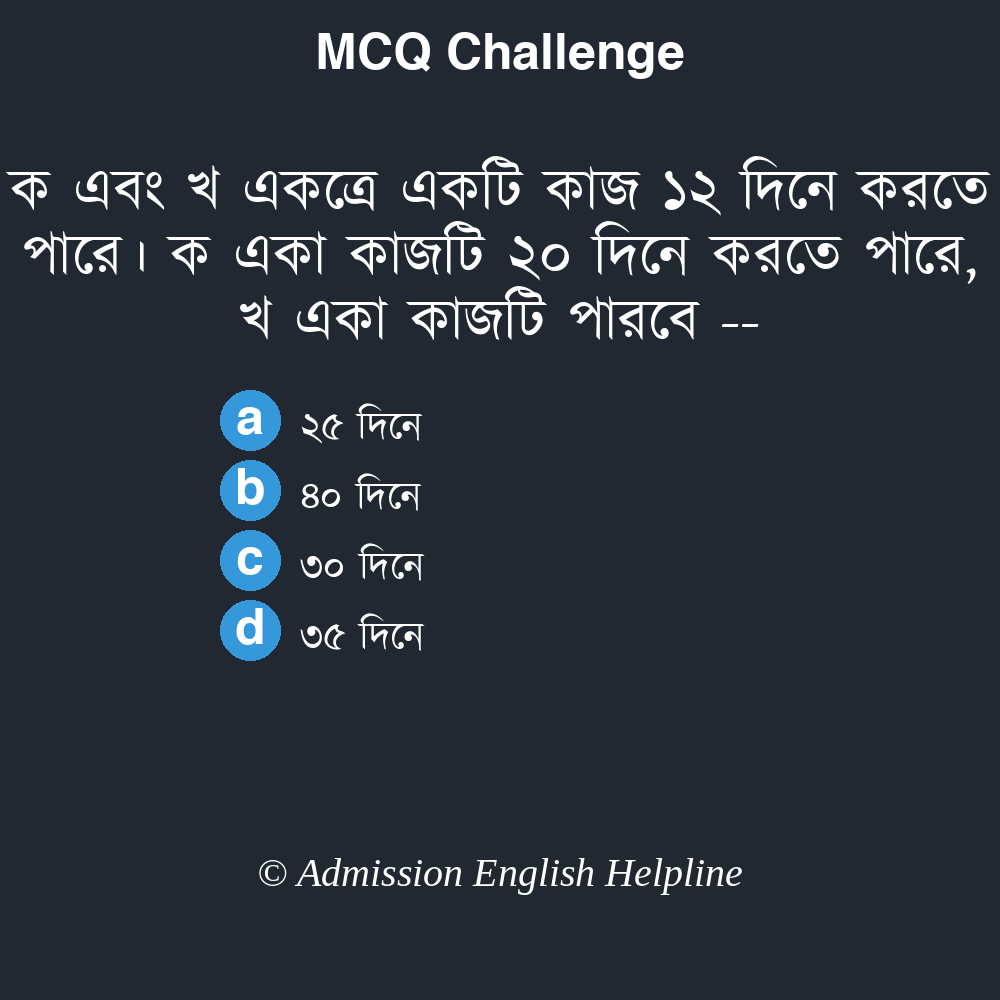 MCQ Challenge
ক এবং খ একত্রে একটি কাজ ১২ দিনে করতে
পারে। ক একা কাজটি ২০ দিনে করতে পারে,
খ একা কাজটি পারবে --
a ২৫ দিনে
b ৪০ দিনে
c ৩০ দিনে
d ৩৫ দিনে
© Admission English Helpline